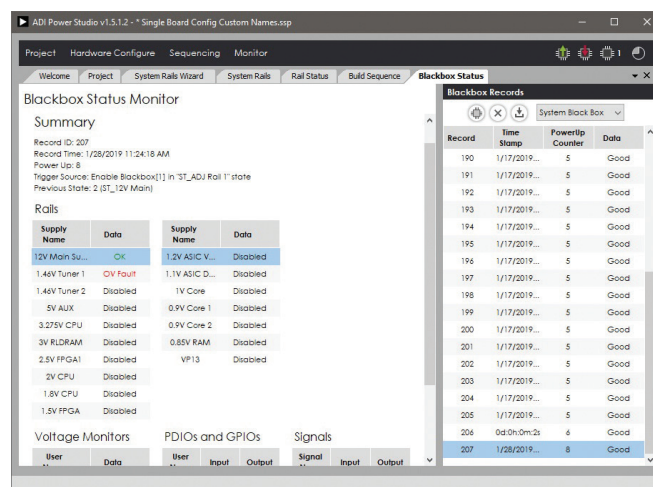 ADI Power Studio v1.5.1.2 - * Single Board Config Custom Names.ssp
Project Hardware Configure Sequencing Monitor 1
Welcome Project System Rails Wizard System Rails Rail Status Build Sequence Blackbox Status
Blackbox Status Monitor
Summary
Record ID: 207
Record Time: 1/28/2019 11:24:18 AM
Power Up: 8
Trigger Source: Enable Blackbox[1] in "ST_ADJ Rail 1" state
Previous State: 2 (ST_12V Main)
Rails
Supply Name Data Supply Name Data
12V Main Su... OK 1.2V ASIC V... Disabled
1.46V Tuner 1 OV Fault 1.1V ASIC D... Disabled
1.46V Tuner 2 Disabled 1V Core Disabled
5V AUX Disabled 0.9V Core 1 Disabled
3.275V CPU Disabled 0.9V Core 2 Disabled
3V RLDRAM Disabled 0.85V RAM Disabled
2.5V FPGA1 Disabled VP13 Disabled
2V CPU Disabled
1.8V CPU Disabled
1.5V FPGA Disabled
Voltage Monitors PDIOs and GPIOs Signals
User Data User Input Output Signal Input Output
Blackbox Records
System Black Box
Record Time Stamp PowerUp Counter Data
190 1/17/2019... 5 Good
191 1/17/2019... 5 Good
192 1/17/2019... 5 Good
193 1/17/2019... 5 Good
194 1/17/2019... 5 Good
195 1/17/2019... 5 Good
196 1/17/2019... 5 Good
197 1/17/2019... 5 Good
198 1/17/2019... 5 Good
199 1/17/2019... 5 Good
200 1/17/2019... 5 Good
201 1/17/2019... 5 Good
202 1/17/2019... 5 Good
203 1/17/2019... 5 Good
204 1/17/2019... 5 Good
205 1/17/2019... 5 Good
206 0d:0h:0m:2s 6 Good
207 1/28/2019... 8 Good